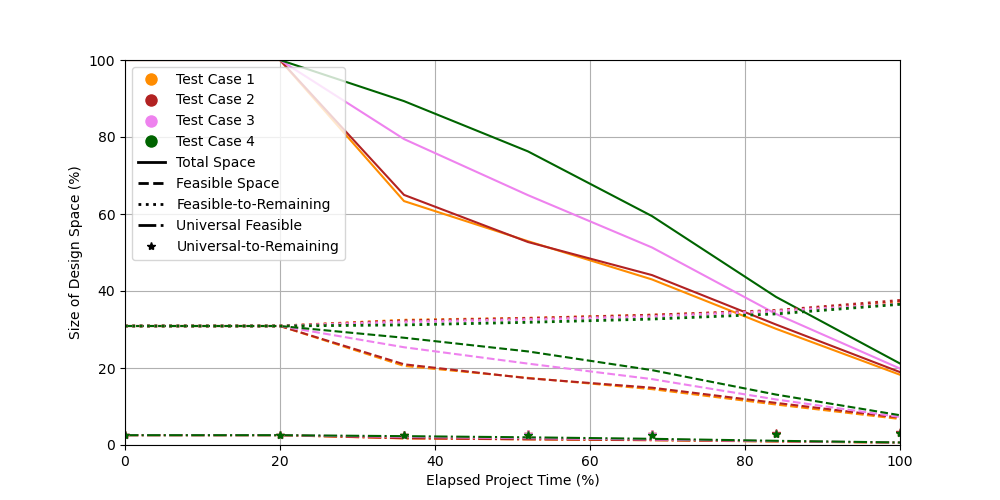 100
80
60
40
20
0
Size of Design Space (%)
Test Case 1
Test Case 2
Test Case 3
Test Case 4
Total Space
Feasible Space
Feasible-to-Remaining
Universal Feasible
Universal-to-Remaining
0
20
40
60
80
100
Elapsed Project Time (%)